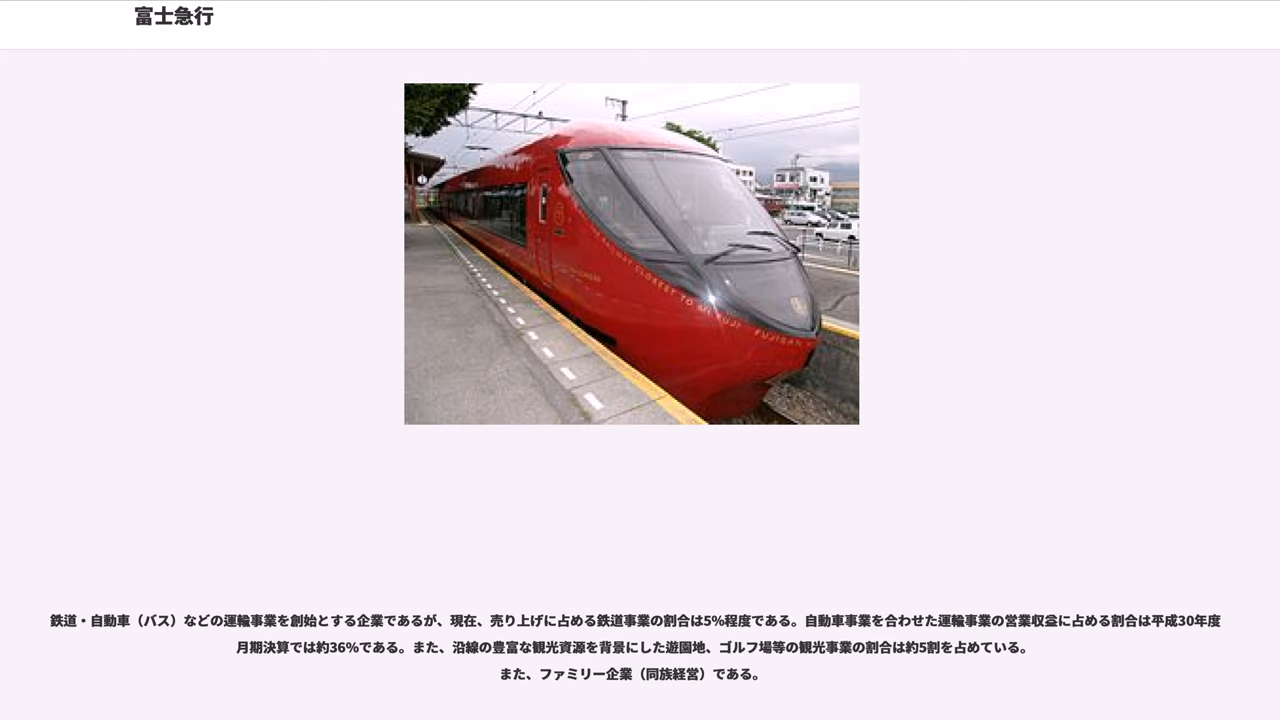 富士急行
RAILWAY CLOSEST TO Mt.FUJI FUJISAN
鉄道・自動車（バス）などの運輸事業を創始とする企業であるが、現在、売り上げに占める鉄道事業の割合は5%程度である。自動車事業を合わせた運輸事業の営業収益に占める割合は平成30年度
月期決算では約36%である。また、沿線の豊富な観光資源を背景にした遊園地、ゴルフ場等の観光事業の割合は約5割を占めている。
また、ファミリー企業（同族経営）である。